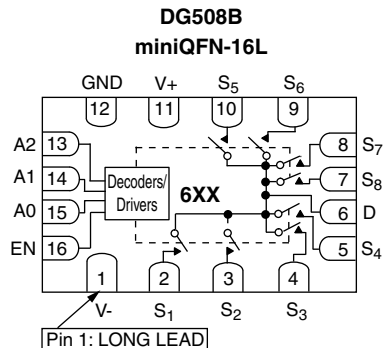 DG508B
miniQFN-16L
GND V+ S5 S6
12 11 10 9
A2 13 8 S7
A1 14 7 S8
Decoders/
Drivers
6XX
A0 15 6 D
EN 16 5 S4
1 2 3 4
V- S1 S2 S3
Pin 1: LONG LEAD